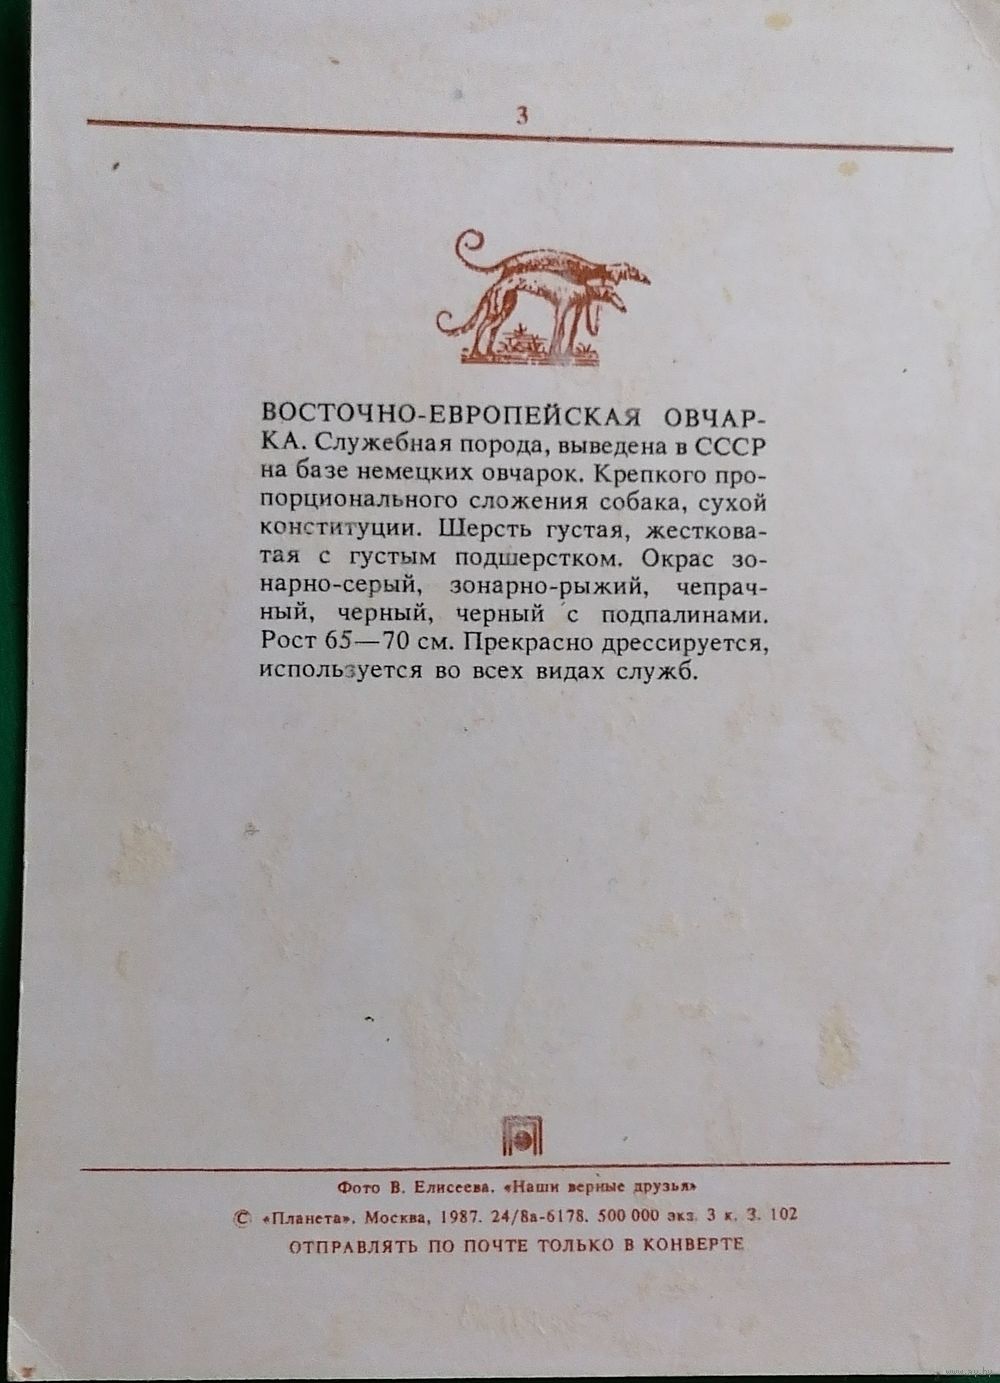 3
ВОСТОЧНО-ЕВРОПЕЙСКАЯ ОВЧАР-
КА. Служебная порода, выведена в СССР
на базе немецких овчарок. Крепкого про-
порционального сложения собака, сухой
конституции. Шерсть густая, жесткова-
тая с густым подшерстком. Окрас зо-
нарно-серый, зонарно-рыжий, чепрач-
ный, черный, черный с подпалинами.
Рост 65—70 см. Прекрасно дрессируется,
используется во всех видах служб.
Фото В. Елисеева. «Наши верные друзья»
© «Планета». Москва, 1987. 24/8а-6178. 500 000 экз. 3 к. З. 102
ОТПРАВЛЯТЬ ПО ПОЧТЕ ТОЛЬКО В КОНВЕРТЕ
www.ay.by